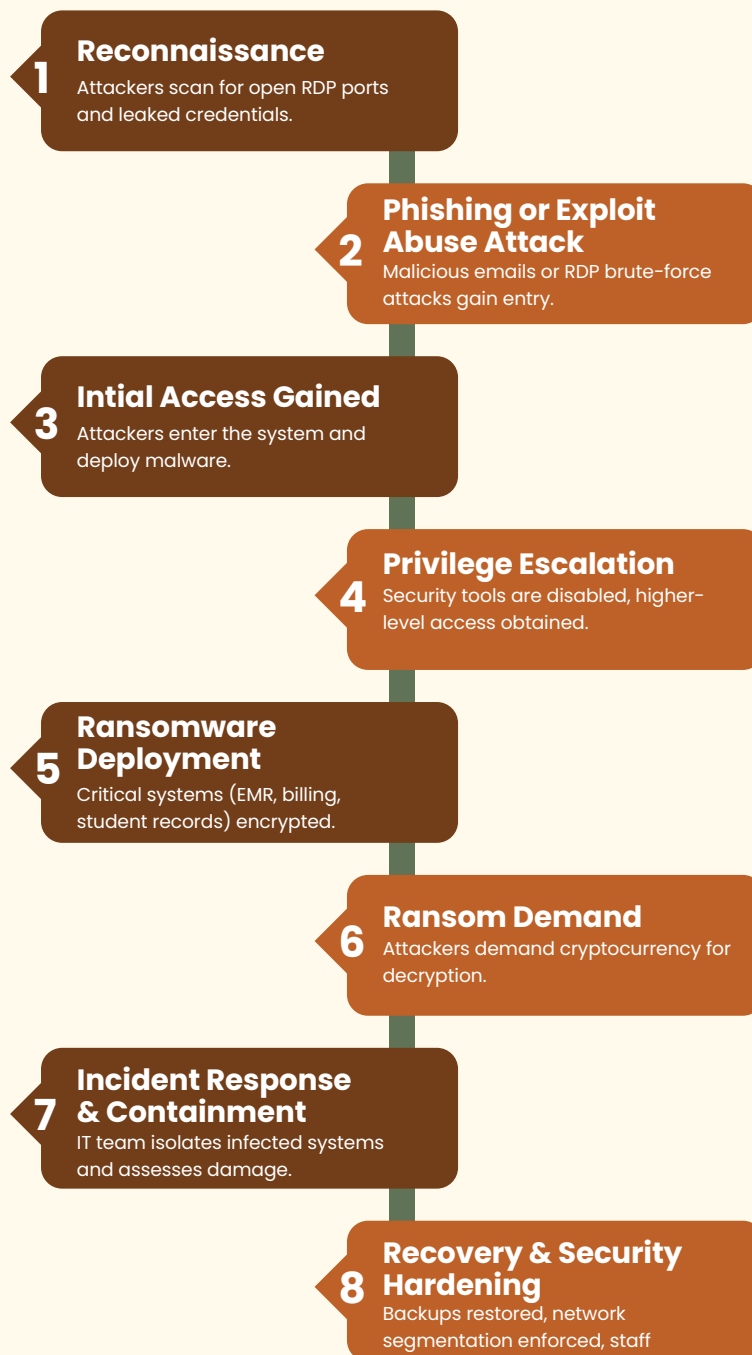 1
Reconnaissance
Attackers scan for open RDP ports
and leaked credentials.
2
Phishing or Exploit
Abuse Attack
Malicious emails or RDP brute-force
attacks gain entry.
3
Intial Access Gained
Attackers enter the system and
deploy malware.
4
Privilege Escalation
Security tools are disabled, higher-
level access obtained.
5
Ransomware
Deployment
Critical systems (EMR, billing,
student records) encrypted.
6
Ransom Demand
Attackers demand cryptocurrency for
decryption.
7
Incident Response
& Containment
IT team isolates infected systems
and assesses damage.
8
Recovery & Security
Hardening
Backups restored, network
segmentation enforced, staff